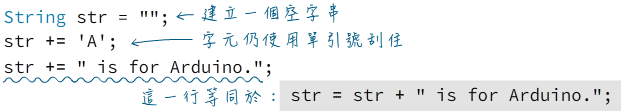 String str = ""; ← 建立一個空字串
str += 'A'; ← 字元仍使用單引號刮住
str += " is for Arduino.";
這一行等同於：str = str + " is for Arduino.";